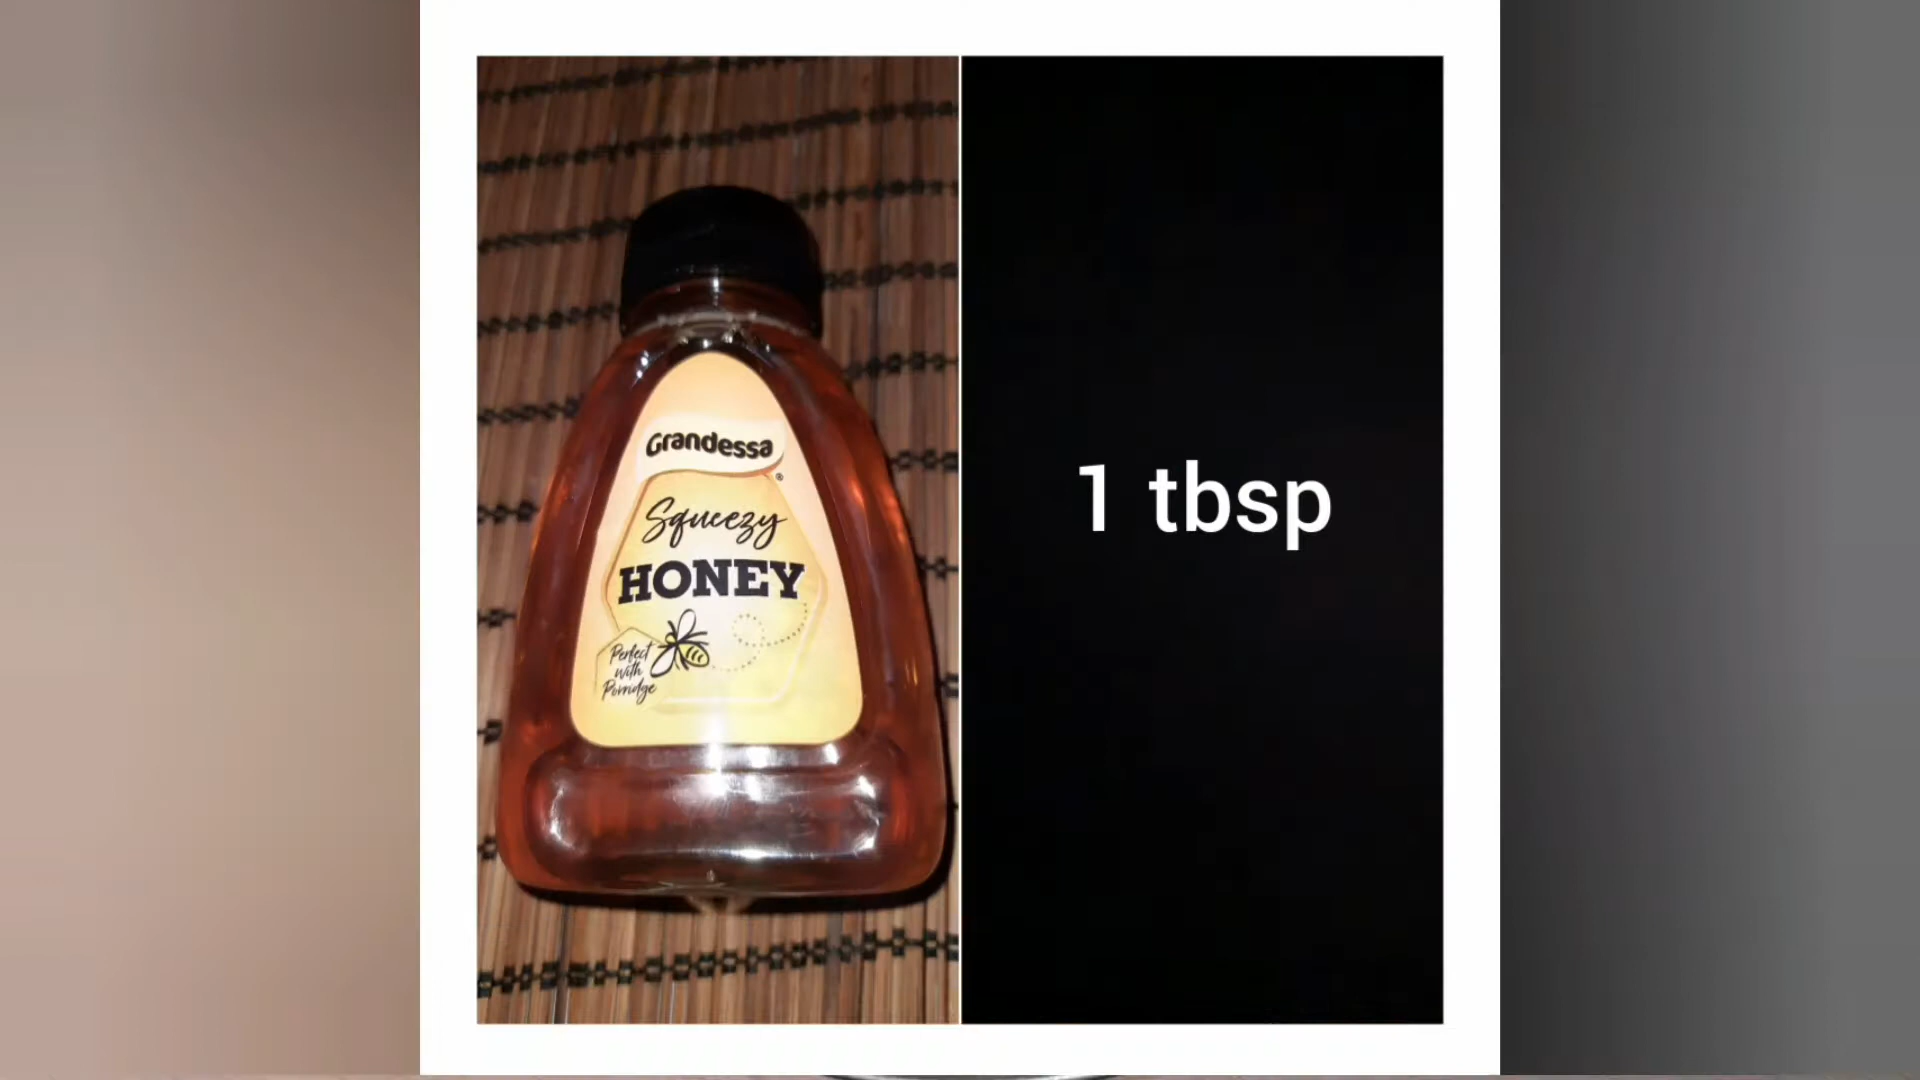 Grandessa
®
Squeezy
HONEY
Perfect
with
Porridge
1 tbsp